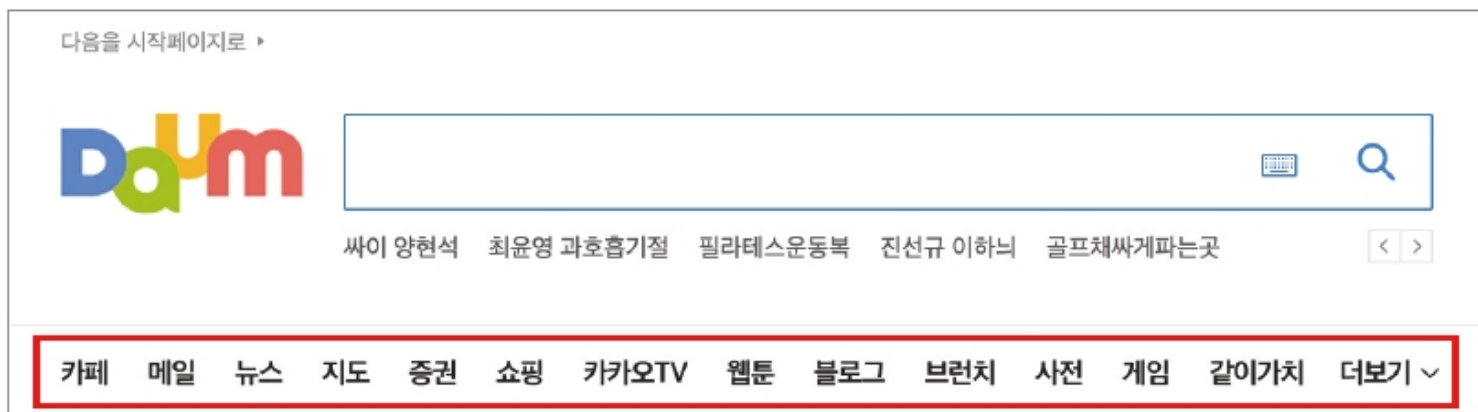 다음을 시작페이지로
Daum
싸이 양현석 최윤영 과호흡기절 필라테스운동복 진선규 이하늬 골프채싸게파는곳
카페 메일 뉴스 지도 증권 쇼핑 카카오TV 웹툰 블로그 브런치 사전 게임 같이가치 더보기